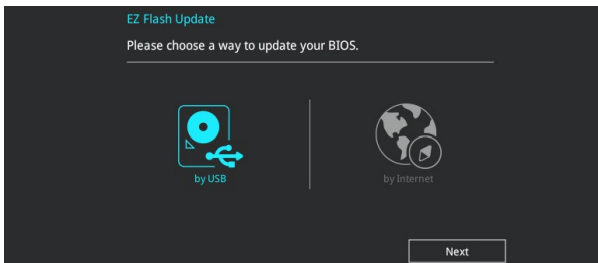 EZ Flash Update
Please choose a way to update your BIOS.
by USB
by Internet
Next